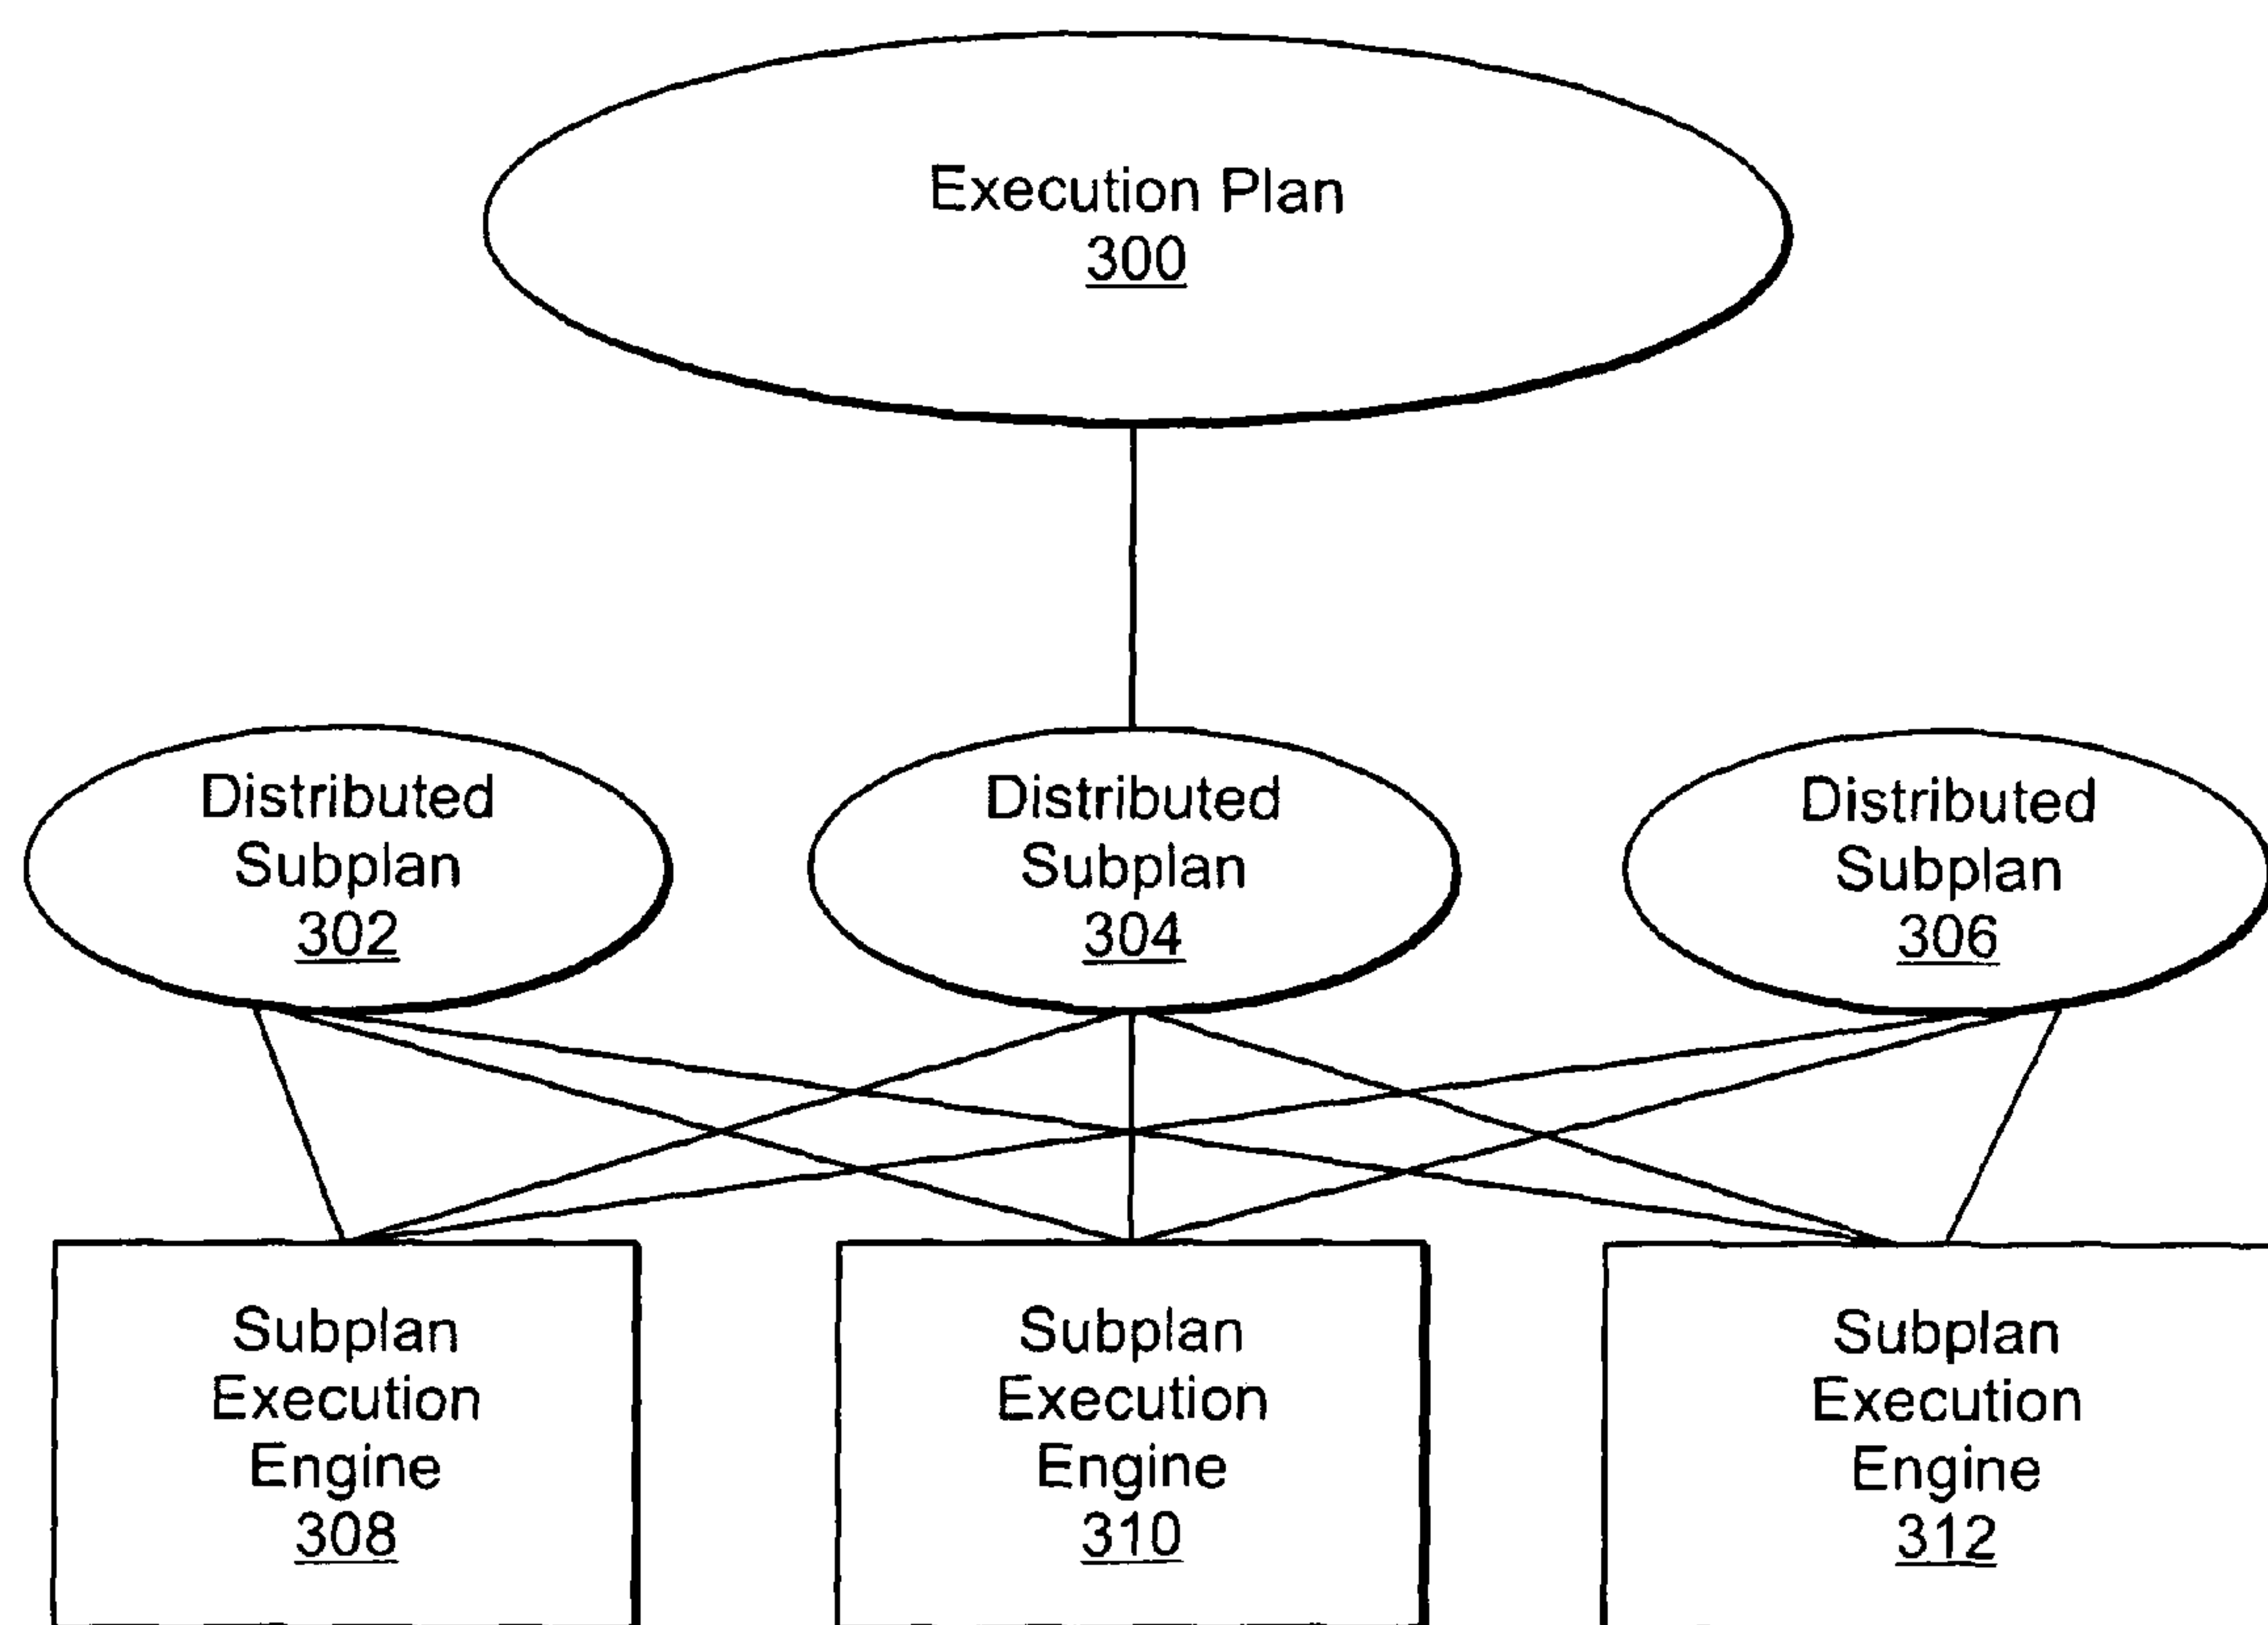 Execution Plan
300
Distributed
Subplan
302
Distributed
Subplan
304
Distributed
Subplan
306
Subplan
Execution
Engine
308
Subplan
Execution
Engine
310
Subplan
Execution
Engine
312